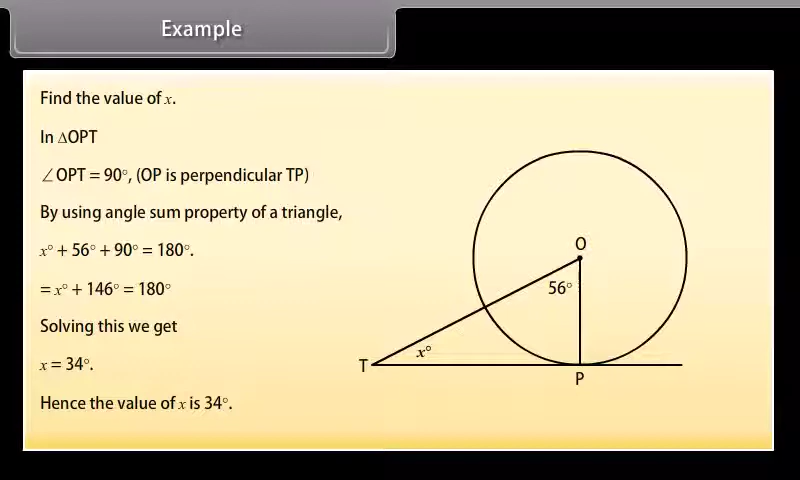 Example
Find the value of x.
In ΔOPT
∠OPT = 90°, (OP is perpendicular TP)
By using angle sum property of a triangle,
x° + 56° + 90° = 180°.
= x° + 146° = 180°
Solving this we get
x = 34°.
Hence the value of x is 34°.
O
56°
T
x°
P